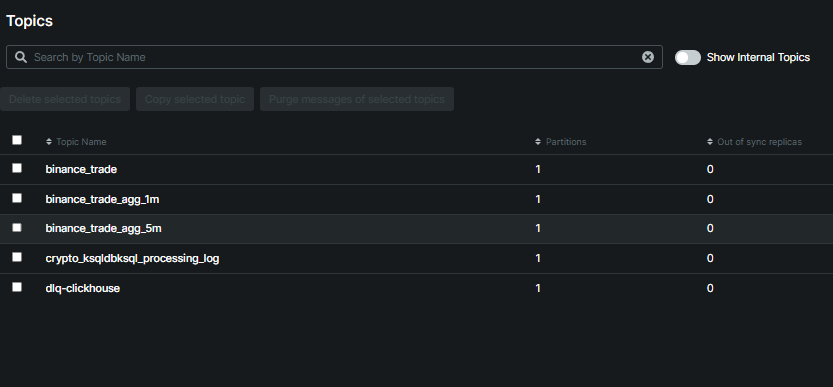 Topics
Search by Topic Name
Show Internal Topics
Delete selected topics Copy selected topic Purge messages of selected topics
Topic Name Partitions Out of sync replicas
binance_trade 1 0
binance_trade_agg_1m 1 0
binance_trade_agg_5m 1 0
crypto_ksqldbksql_processing_log 1 0
dlq-clickhouse 1 0